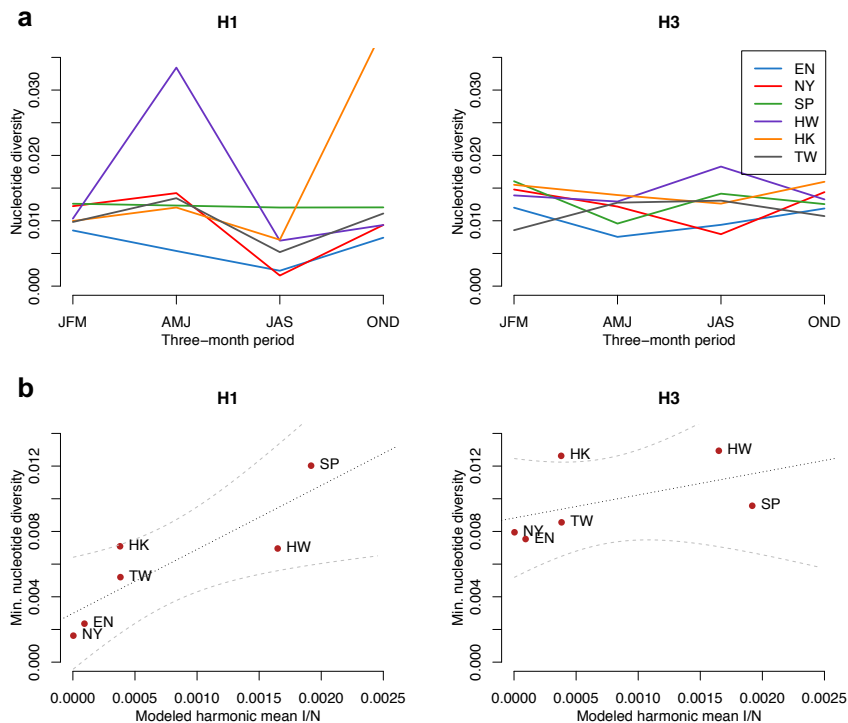 a
H1
H3
Nucleotide diversity
0.000
0.010
0.020
0.030
JFM
AMJ
JAS
OND
Three−month period
Nucleotide diversity
0.000
0.010
0.020
0.030
JFM
AMJ
JAS
OND
Three−month period
EN
NY
SP
HW
HK
TW
b
H1
H3
Min. nucleotide diversity
0.000
0.004
0.008
0.012
SP
HK
HW
TW
EN
NY
0.0000
0.0005
0.0010
0.0015
0.0020
0.0025
Modeled harmonic mean I/N
Min. nucleotide diversity
0.000
0.004
0.008
0.012
HK
HW
SP
TW
NY
EN
0.0000
0.0005
0.0010
0.0015
0.0020
0.0025
Modeled harmonic mean I/N